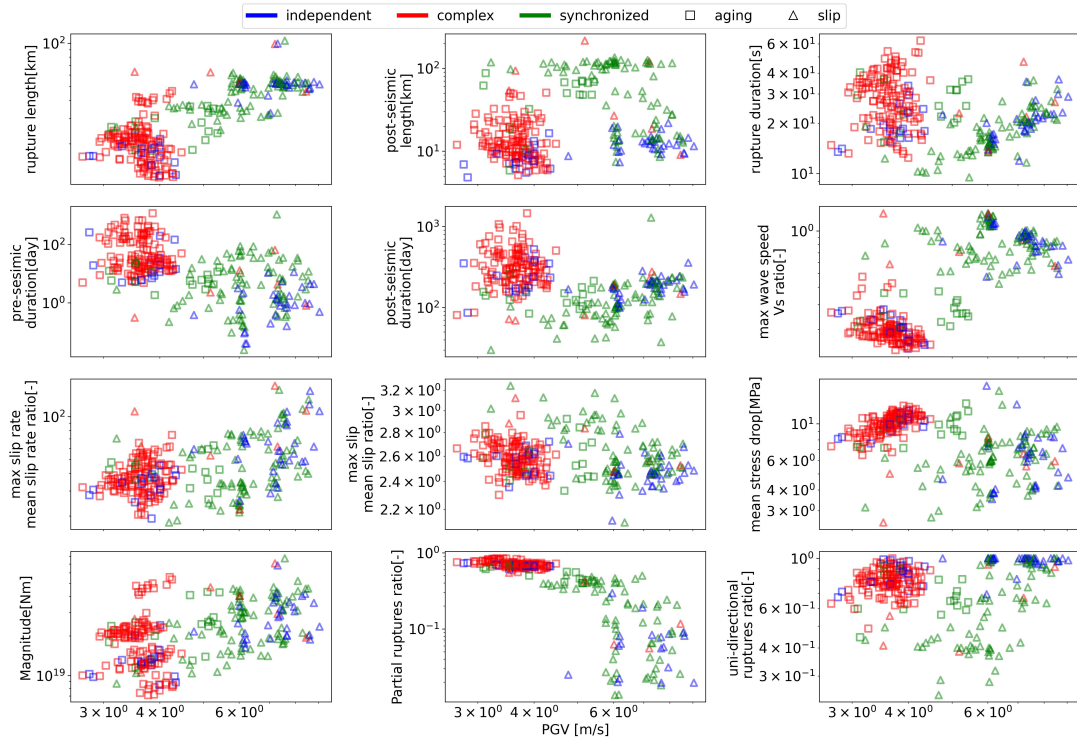 independent complex synchronized aging slip
rupture length[km]
10²
post-seismic
length[km]
10²
10¹
rupture duration[s]
6 × 10¹
4 × 10¹
3 × 10¹
2 × 10¹
10¹
pre-sesimic
duration[day]
10²
10⁰
post-seismic
duration[day]
10³
10²
max wave speed
Vs ratio[-]
10⁰
max slip rate
mean slip rate ratio[-]
10²
max slip
mean slip ratio[-]
3.2 × 10⁰
3 × 10⁰
2.8 × 10⁰
2.6 × 10⁰
2.4 × 10⁰
2.2 × 10⁰
mean stress drop[MPa]
10¹
6 × 10⁰
4 × 10⁰
3 × 10⁰
Magnitude[Nm]
10¹⁹
3 × 10⁰ 4 × 10⁰ 6 × 10⁰
Partial ruptures ratio[-]
10⁰
10⁻¹
3 × 10⁰ 4 × 10⁰ 6 × 10⁰
PGV [m/s]
uni-directional
ruptures ratio[-]
10⁰
6 × 10⁻¹
4 × 10⁻¹
3 × 10⁻¹
3 × 10⁰ 4 × 10⁰ 6 × 10⁰